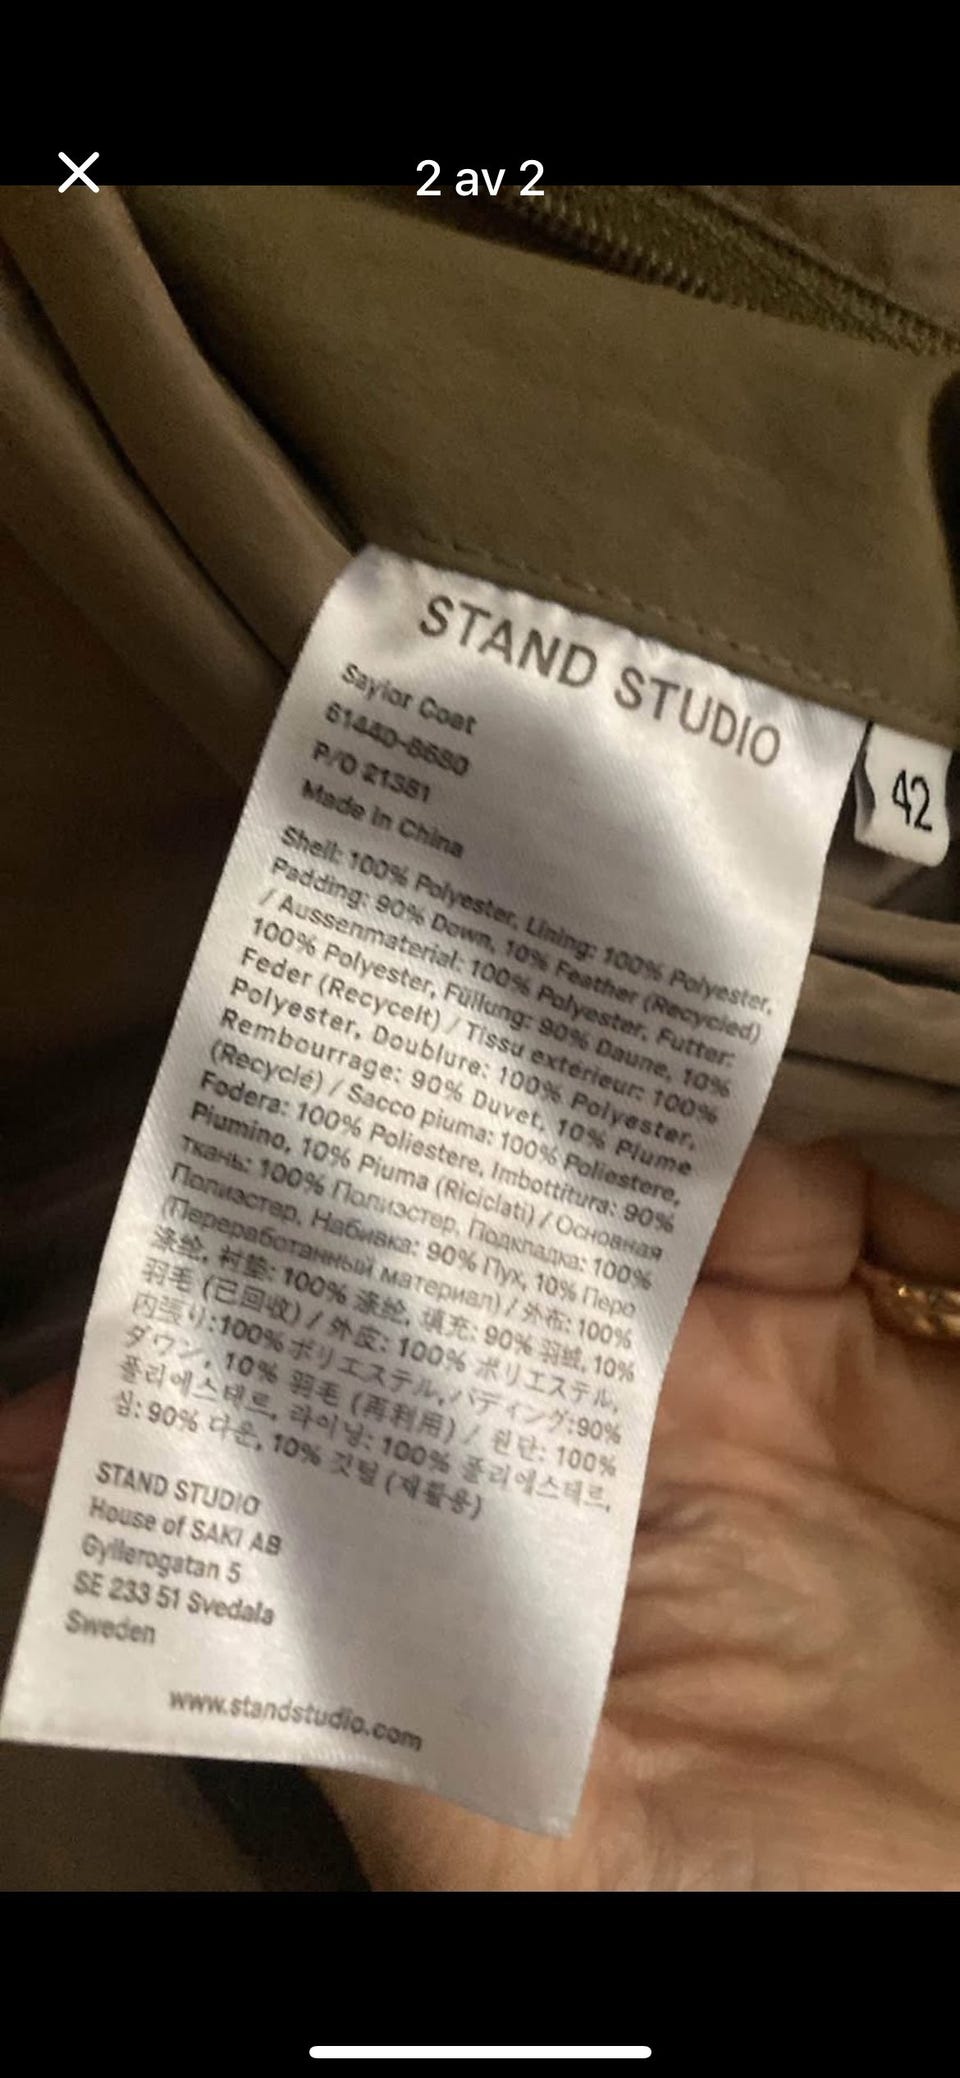 2 av 2
STAND STUDIO
42
Saylor Coat
61440-8680
P/O 21381
Made in China
Shell: 100% Polyester, Lining: 100% Polyester,
Padding: 90% Down, 10% Feather (Recycled)
/ Aussenmaterial: 100% Polyester, Futter:
100% Polyester, Füllung: 90% Daune, 10%
Feder (Recycelt) / Tissu extérieur: 100%
Polyester, Doublure: 100% Polyester,
Rembourrage: 90% Duvet, 10% Plume
(Recyclé) / Sacco piuma: 100% Poliestere,
Fodera: 100% Poliestere, Imbottitura: 90%
Piumino, 10% Piuma (Riciclati) / Основная
ткань: 100% Полиэстер, Подкладка: 100%
Полиэстер, Набивка: 90% Пух, 10% Перо
(Переработанный материал) / 外布: 100%
涤纶, 衬垫: 100% 涤纶, 填充: 90% 羽绒, 10%
羽毛 (已回收) / 外皮: 100% ポリエステル,
内張り:100% ポリエステル, パディング:90%
ダウン, 10% 羽毛 (再利用) / 원단: 100%
폴리에스테르, 라이닝: 100% 폴리에스테르,
심: 90% 다운, 10% 깃털 (재활용)
STAND STUDIO
House of SAKI AB
Gyllerogatan 5
SE 233 51 Svedala
Sweden
www.standstudio.com